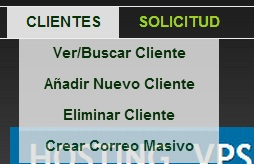 CLIENTES SOLICITUD
Ver/Buscar Cliente
Añadir Nuevo Cliente
Eliminar Cliente
Crear Correo Masivo
HOSTING VPS